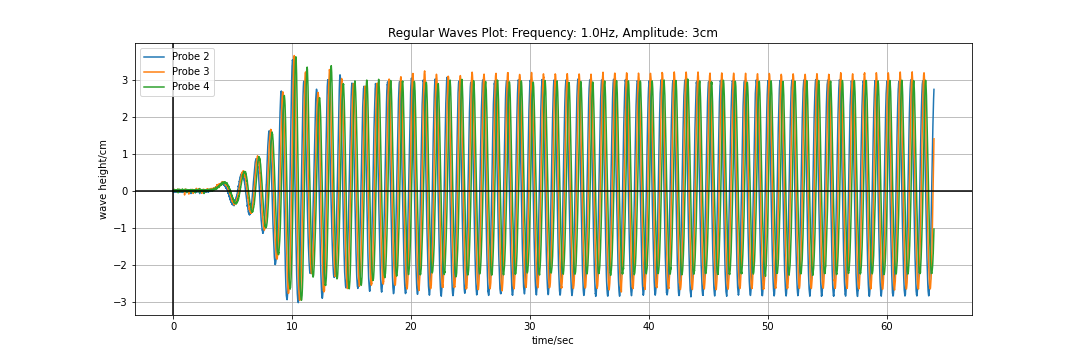 Regular Waves Plot: Frequency: 1.0Hz, Amplitude: 3cm
Probe 2
Probe 3
Probe 4
wave height/cm
3
2
1
0
−1
−2
−3
0
10
20
30
40
50
60
time/sec